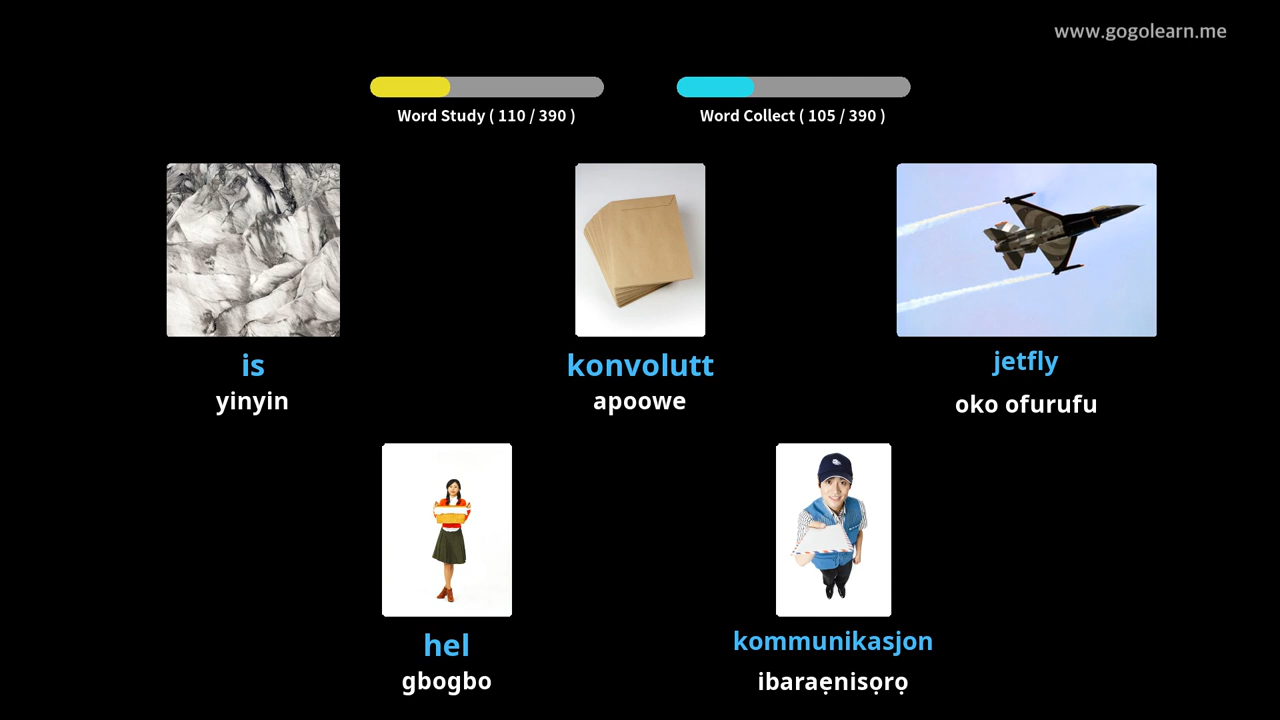 www.gogolearn.me
Word Study ( 110 / 390 )
Word Collect ( 105 / 390 )
is
yinyin
konvolutt
apoowe
jetfly
oko ofurufu
hel
gbogbo
kommunikasjon
ibaraẹnisọrọ